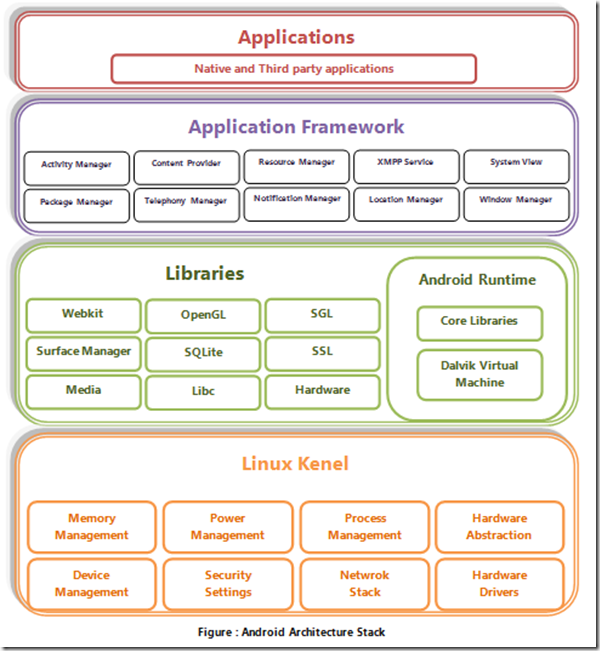 Applications
Native and Third party applications
Application Framework
Activity Manager
Content Provider
Resource Manager
XMPP Service
System View
Package Manager
Telephony Manager
Notification Manager
Location Manager
Window Manager
Libraries
Webkit
OpenGL
SGL
Surface Manager
SQLite
SSL
Media
Libc
Hardware
Android Runtime
Core Libraries
Dalvik Virtual
Machine
Linux Kenel
Memory
Management
Power
Management
Process
Management
Hardware
Abstraction
Device
Management
Security
Settings
Netwrok
Stack
Hardware
Drivers
Figure : Android Architecture Stack